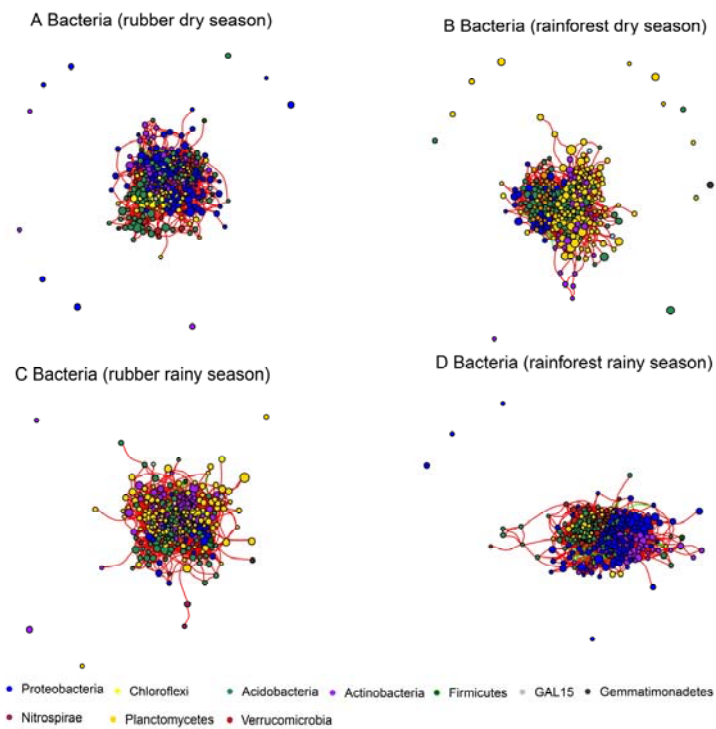 A Bacteria (rubber dry season)
B Bacteria (rainforest dry season)
C Bacteria (rubber rainy season)
D Bacteria (rainforest rainy season)
Proteobacteria Chloroflexi Acidobacteria Actinobacteria Firmicutes GAL15 Gemmatimonadetes
Nitrospirae Planctomycetes Verrucomicrobia